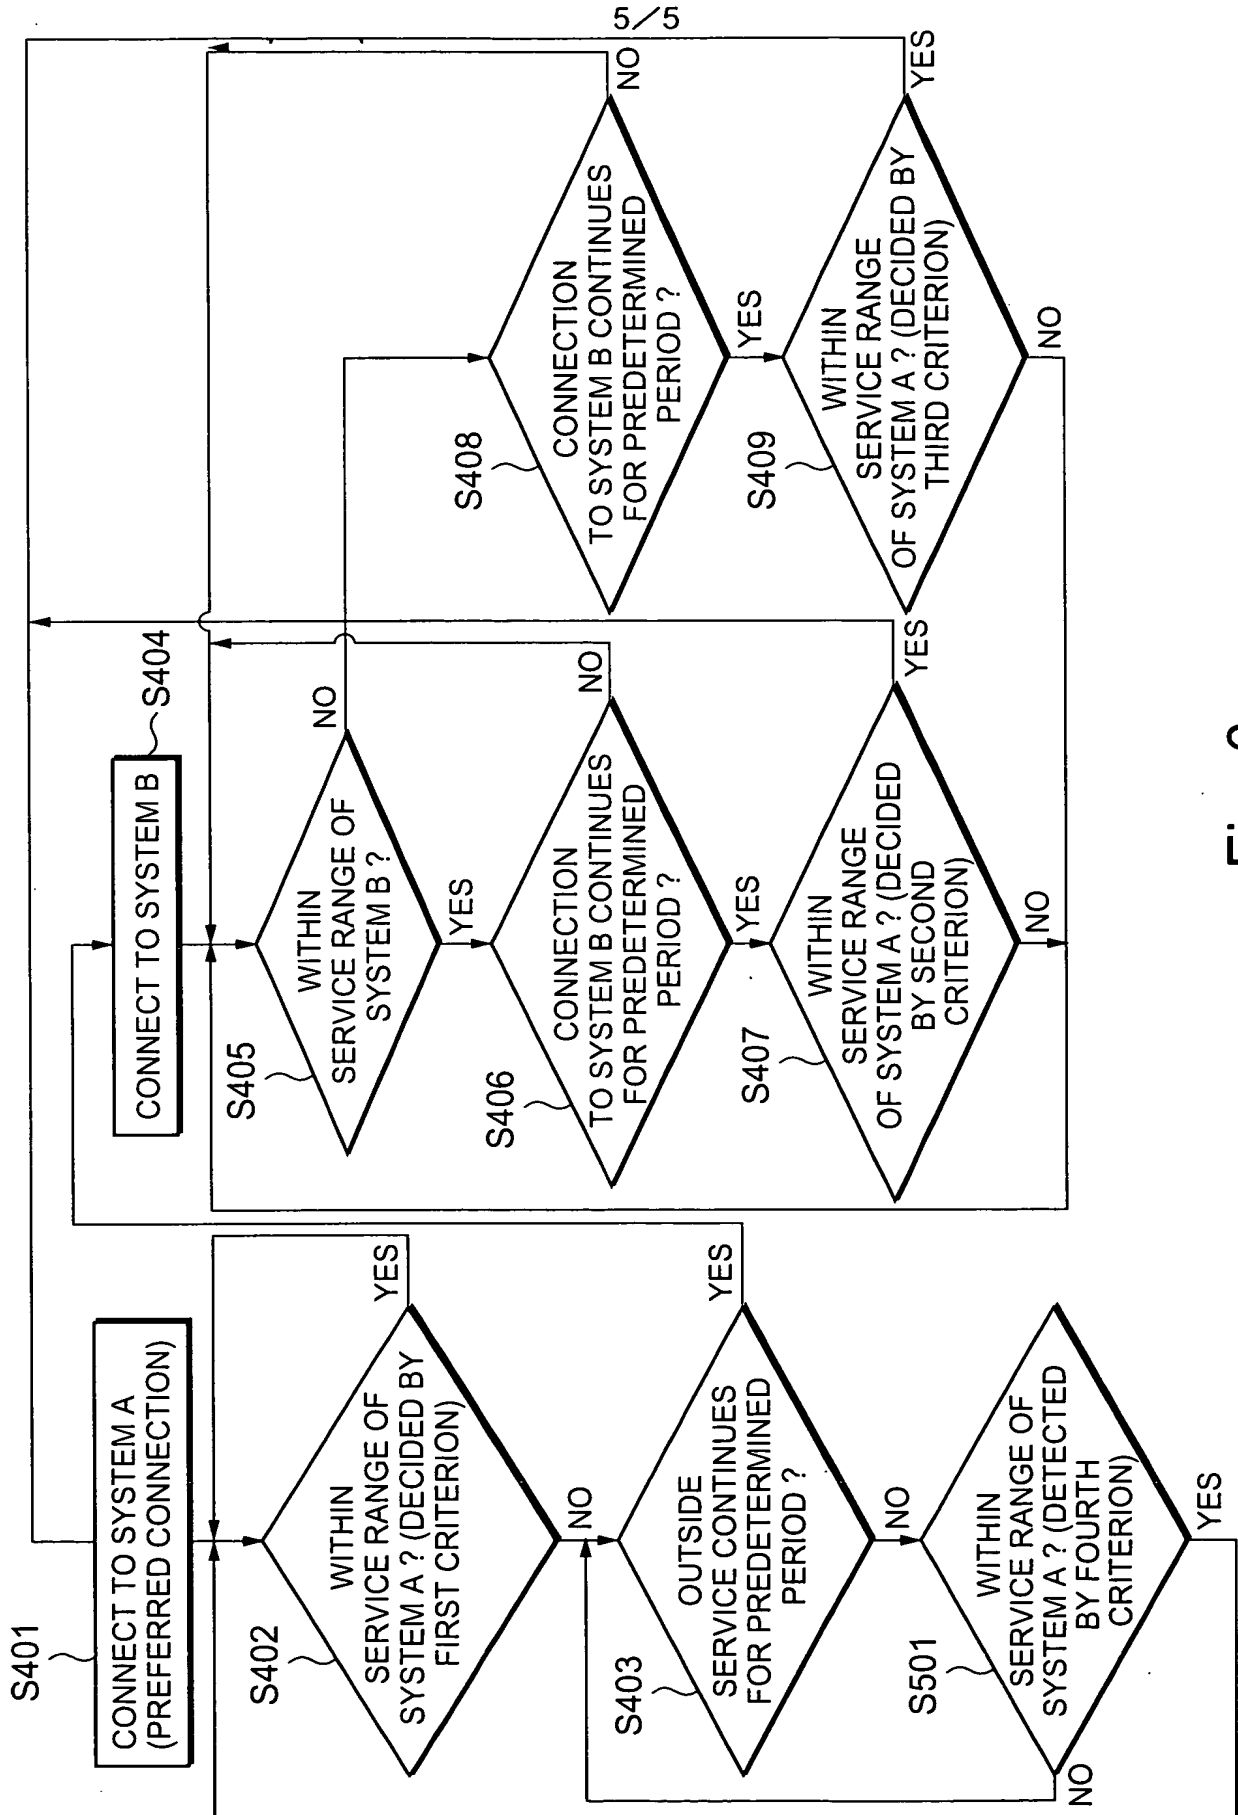 5/5
S401
CONNECT TO SYSTEM A
(PREFERRED CONNECTION)
S402
WITHIN
SERVICE RANGE OF
SYSTEM A ? (DECIDED BY
FIRST CRITERION)
YES
NO
S403
OUTSIDE
SERVICE CONTINUES
FOR PREDETERMINED
PERIOD ?
YES
NO
S501
WITHIN
SERVICE RANGE OF
SYSTEM A ? (DETECTED
BY FOURTH
CRITERION)
NO
YES
CONNECT TO SYSTEM B
S404
S405
WITHIN
SERVICE RANGE OF
SYSTEM B ?
NO
YES
S406
CONNECTION
TO SYSTEM B CONTINUES
FOR PREDETERMINED
PERIOD ?
NO
YES
S407
WITHIN
SERVICE RANGE
OF SYSTEM A ? (DECIDED
BY SECOND
CRITERION)
YES
NO
S408
CONNECTION
TO SYSTEM B CONTINUES
FOR PREDETERMINED
PERIOD ?
NO
YES
S409
WITHIN
SERVICE RANGE
OF SYSTEM A ? (DECIDED BY
THIRD CRITERION)
YES
NO